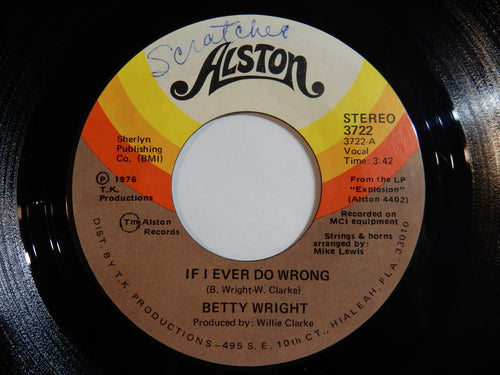 Scratches
ALSTON
Sherlyn
Publishing
Co. (BMI)
STEREO
3722
3722-A
Vocal
Time: 3:42
℗ 1976
T.K.
Productions
From the LP
"Explosion"
(Alston 4402)
Tm Alston
Records
Recorded on
MCI equipment
Strings & horns
arranged by:
Mike Lewis
IF I EVER DO WRONG
(B. Wright-W. Clarke)
BETTY WRIGHT
Produced by: Willie Clarke
DIST. BY T.K. PRODUCTIONS-495 S.E. 10th CT., HIALEAH, FLA. 33010